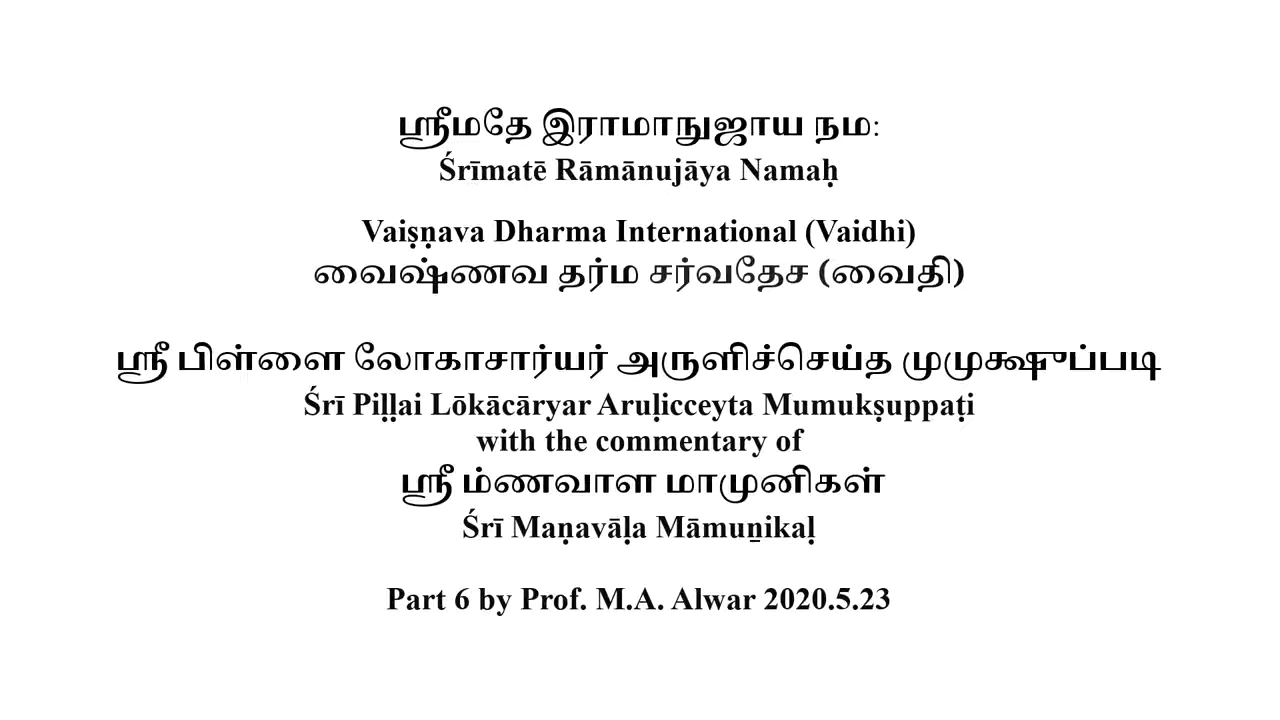 ஸ்ரீமதே இராமாநுஜாய நம:
Śrīmatē Rāmānujāya Namaḥ
Vaiṣṇava Dharma International (Vaidhi)
வைஷ்ணவ தர்ம சர்வதேச (வைதி)
ஸ்ரீ பிள்ளை லோகாசார்யர் அருளிச்செய்த முமுக்ஷுப்படி
Śrī Piḷḷai Lōkācāryar Aruḷicceyta Mumukṣuppaṭi
with the commentary of
ஸ்ரீ ம்ணவாள மாமுனிகள்
Śrī Maṇavāḷa Māmuṉikaḷ
Part 6 by Prof. M.A. Alwar 2020.5.23